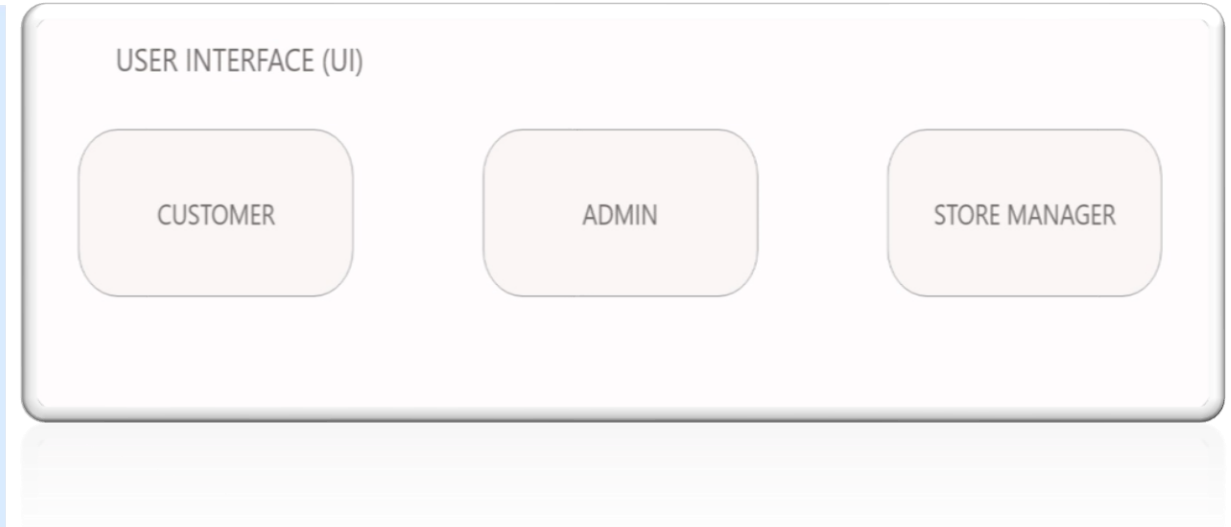 USER INTERFACE (UI)
CUSTOMER
ADMIN
STORE MANAGER